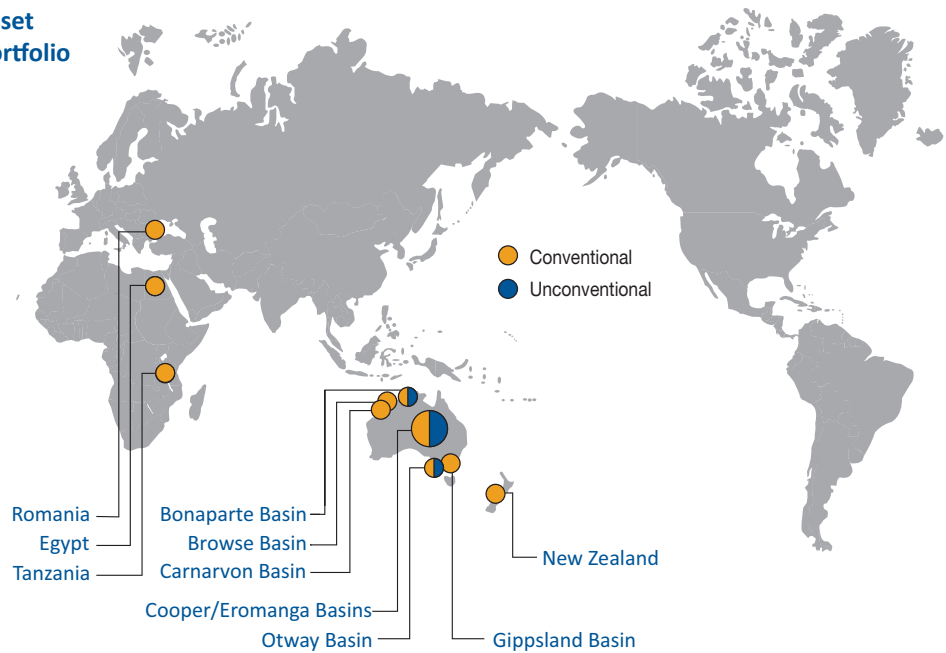 set
rtfolio
Conventional
Unconventional
Romania
Egypt
Tanzania
Bonaparte Basin
Browse Basin
Carnarvon Basin
Cooper/Eromanga Basins
Otway Basin
Gippsland Basin
New Zealand